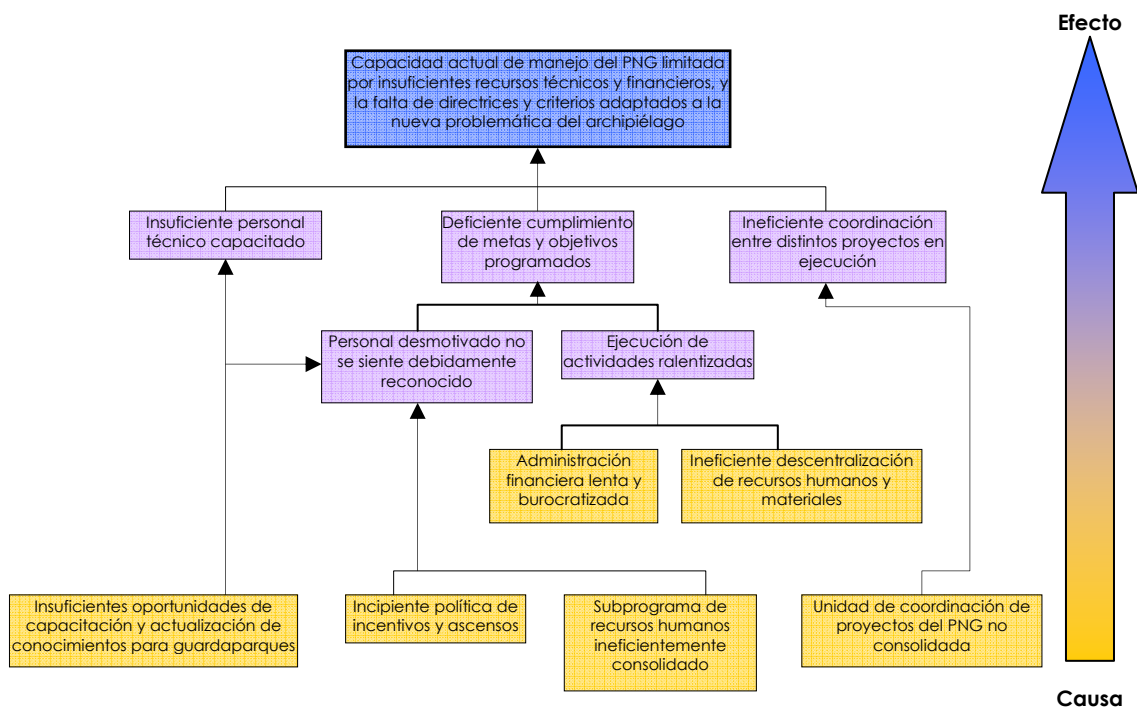 Efecto
Capacidad actual de manejo del PNG limitada
por insuficientes recursos técnicos y financieros, y
la falta de directrices y criterios adaptados a la
nueva problemática del archipiélago
Insuficiente personal
técnico capacitado
Deficiente cumplimiento
de metas y objetivos
programados
Ineficiente coordinación
entre distintos proyectos en
ejecución
Personal desmotivado no
se siente debidamente
reconocido
Ejecución de
actividades ralentizadas
Administración
financiera lenta y
burocratizada
Ineficiente descentralización
de recursos humanos y
materiales
Insuficientes oportunidades de
capacitación y actualización de
conocimientos para guardaparques
Incipiente política de
incentivos y ascensos
Subprograma de
recursos humanos
ineficientemente
consolidado
Unidad de coordinación de
proyectos del PNG no
consolidada
Causa